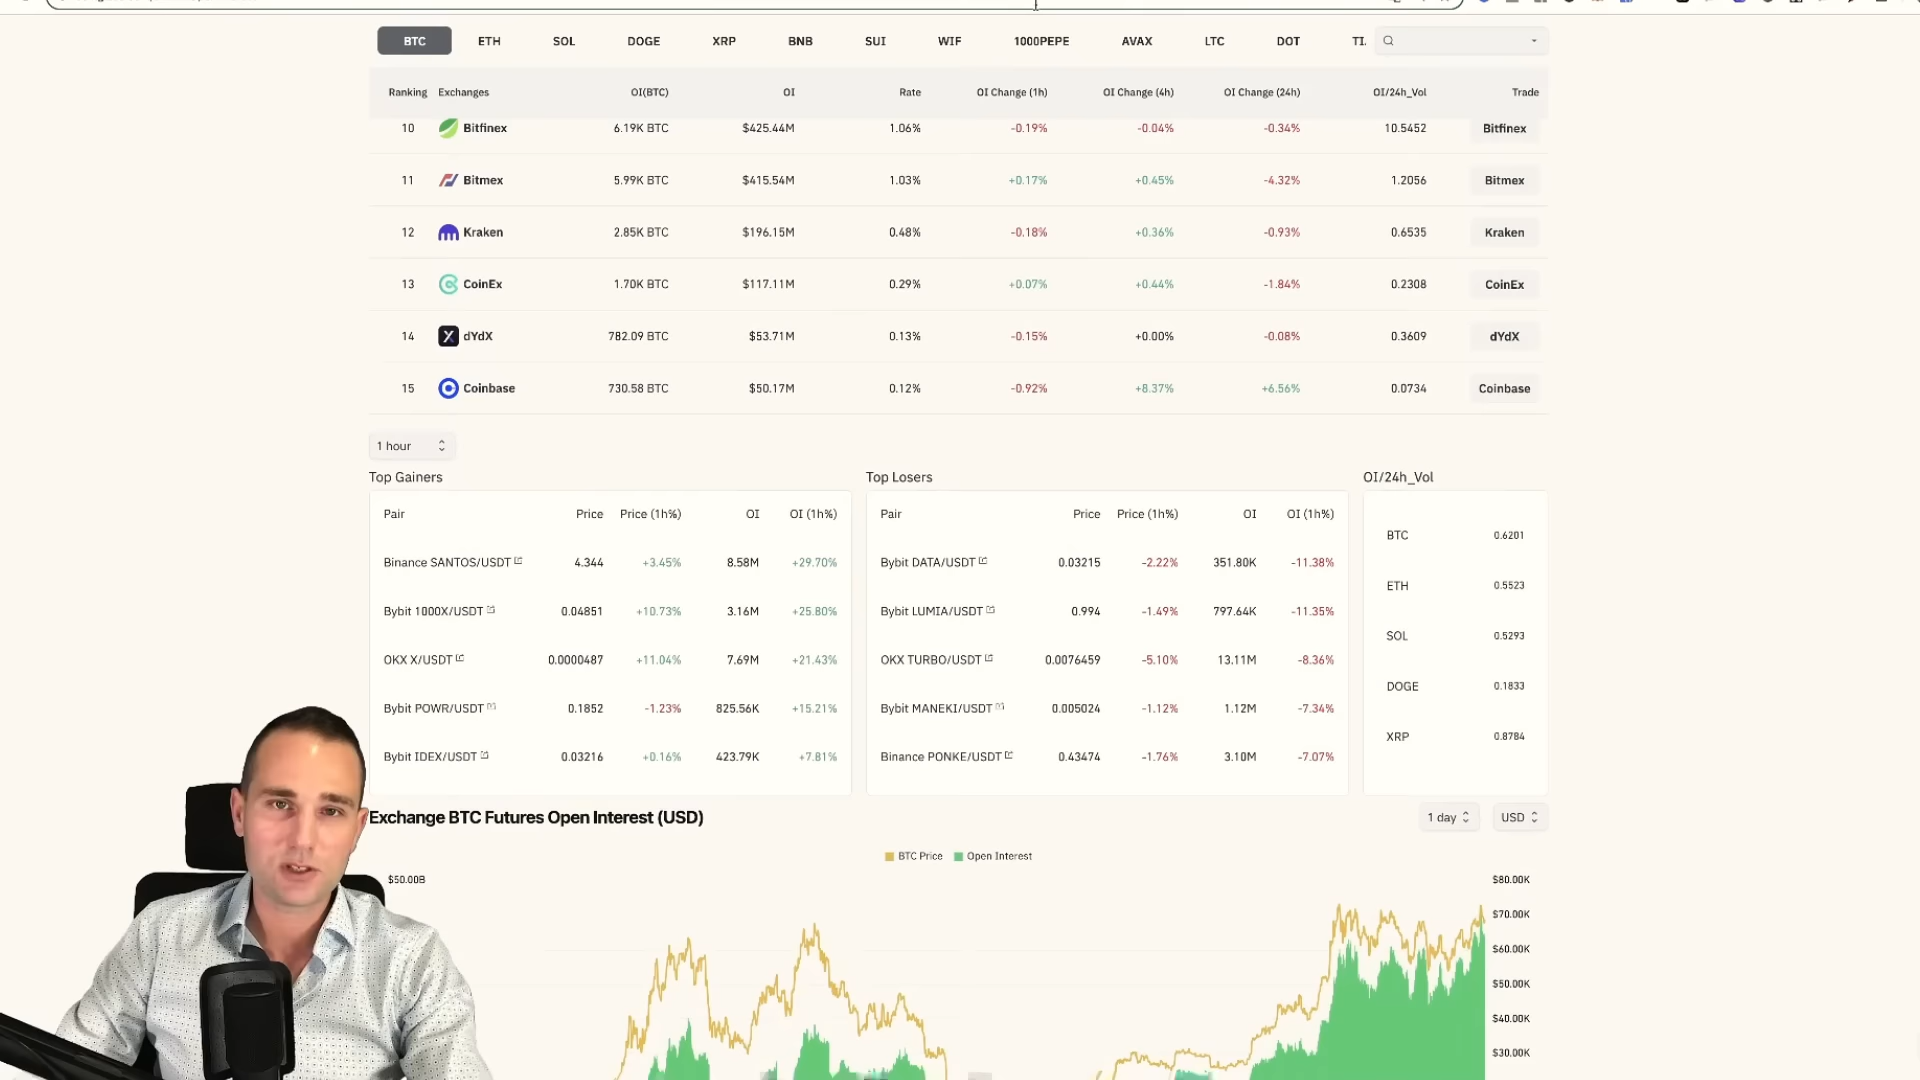 BTC ETH SOL DOGE XRP BNB SUI WIF 1000PEPE AVAX LTC DOT
Ranking Exchanges OI(BTC) OI Rate OI Change (1h) OI Change (4h) OI Change (24h) OI/24h_Vol Trade
10 Bitfinex 6.19K BTC $425.44M 1.06% -0.19% -0.04% -0.34% 10.5452 Bitfinex
11 Bitmex 5.99K BTC $415.54M 1.03% +0.17% +0.45% -4.32% 1.2056 Bitmex
12 Kraken 2.85K BTC $196.15M 0.48% -0.18% +0.36% -0.93% 0.6535 Kraken
13 CoinEx 1.70K BTC $117.11M 0.29% +0.07% +0.44% -1.84% 0.2308 CoinEx
14 dYdX 782.09 BTC $53.71M 0.13% -0.15% +0.00% -0.08% 0.3609 dYdX
15 Coinbase 730.58 BTC $50.17M 0.12% -0.92% +8.37% +6.56% 0.0734 Coinbase
1 hour
Top Gainers
Pair Price Price (1h%) OI OI (1h%)
Binance SANTOS/USDT 4.344 +3.45% 8.58M +29.70%
Bybit 1000X/USDT 0.04851 +10.73% 3.16M +25.80%
OKX X/USDT 0.0000487 +11.04% 7.69M +21.43%
Bybit POWR/USDT 0.1852 -1.23% 825.56K +15.21%
Bybit IDEX/USDT 0.03216 +0.16% 423.79K +7.81%
Top Losers
Pair Price Price (1h%) OI OI (1h%)
Bybit DATA/USDT 0.03215 -2.22% 351.80K -11.38%
Bybit LUMIA/USDT 0.994 -1.49% 797.64K -11.35%
OKX TURBO/USDT 0.0076459 -5.10% 13.11M -8.36%
Bybit MANEKI/USDT 0.005024 -1.12% 1.12M -7.34%
Binance PONKE/USDT 0.43474 -1.76% 3.10M -7.07%
OI/24h_Vol
BTC 0.6201
ETH 0.5523
SOL 0.5293
DOGE 0.1833
XRP 0.8784
Exchange BTC Futures Open Interest (USD)
1 day USD
BTC Price Open Interest
$50.00B
$80.00K
$70.00K
$60.00K
$50.00K
$40.00K
$30.00K